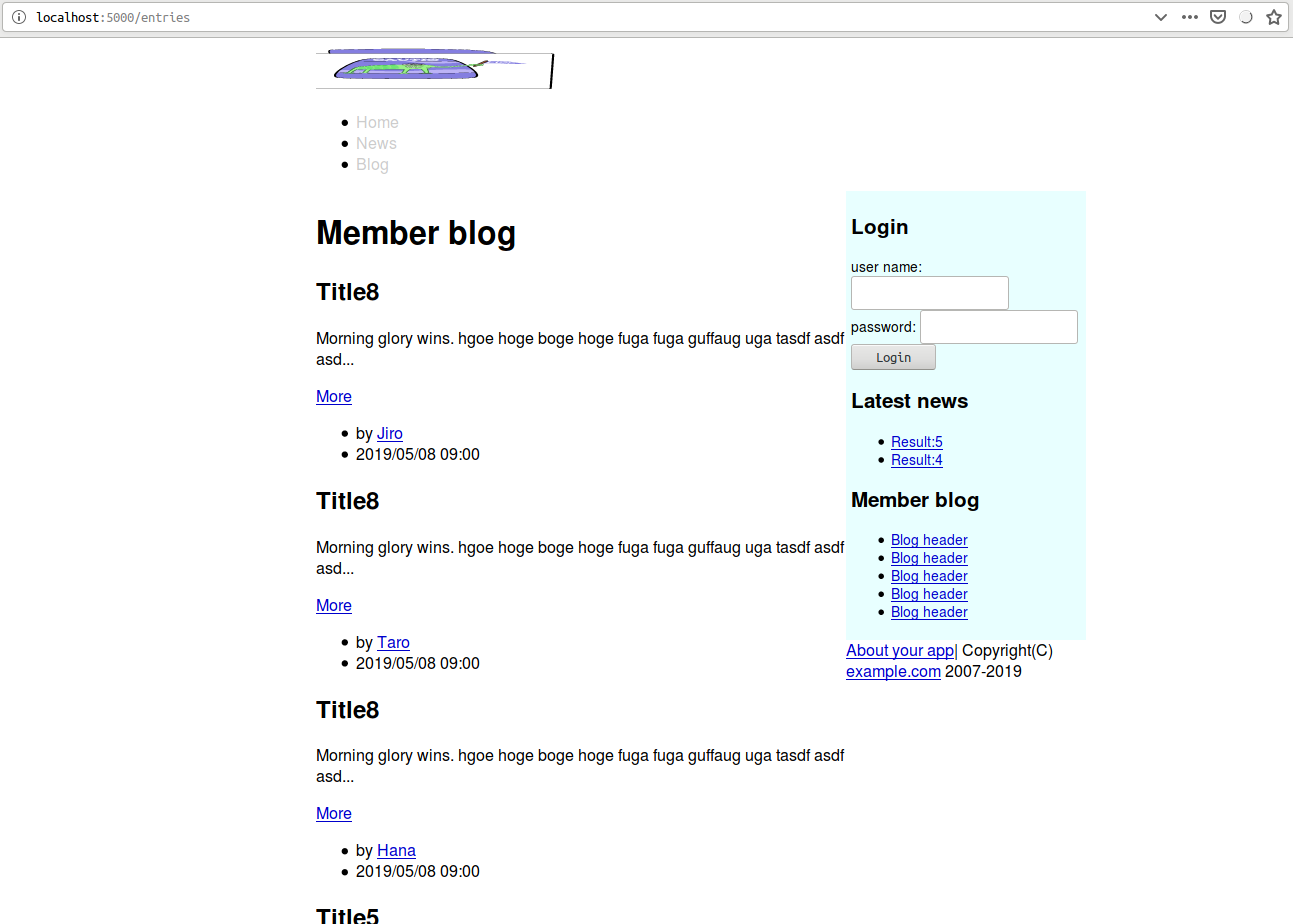 localhost:5000/entries
Home
News
Blog
Member blog
Title8
Morning glory wins. hgoe hoge boge hoge fuga fuga guffaug uga tasdf asdf
asd...
More
by Jiro
2019/05/08 09:00
Title8
Morning glory wins. hgoe hoge boge hoge fuga fuga guffaug uga tasdf asdf
asd...
More
by Taro
2019/05/08 09:00
Title8
Morning glory wins. hgoe hoge boge hoge fuga fuga guffaug uga tasdf asdf
asd...
More
by Hana
2019/05/08 09:00
Title5
Login
user name:
password:
Login
Latest news
Result:5
Result:4
Member blog
Blog header
Blog header
Blog header
Blog header
Blog header
About your app| Copyright(C)
example.com 2007-2019